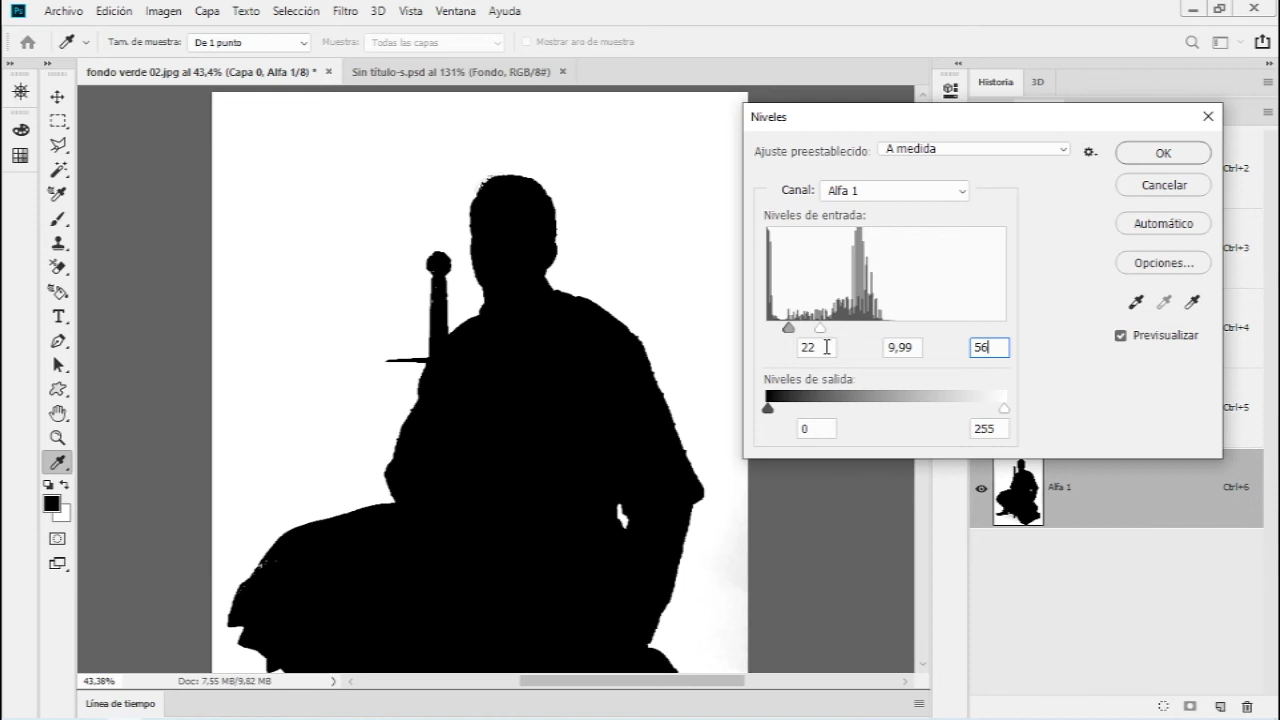 Ps Archivo Edición Imagen Capa Texto Selección Filtro 3D Vista Ventana Ayuda
Tam. de muestra: De 1 punto Muestra: Todas las capas Mostrar aro de muestra
fondo verde 02.jpg al 43,4% (Capa 0, Alfa 1/8) * × Sin título-s.psd al 131% (Fondo, RGB/8#) ×
Historia 3D
Niveles
Ajuste preestablecido: A medida
OK
Ctrl+2
Canal: Alfa 1
Cancelar
Niveles de entrada:
Automático
Ctrl+3
Opciones...
Ctrl+4
Previsualizar
22 9,99 56
Niveles de salida:
Ctrl+5
0 255
Alfa 1 Ctrl+6
43,38% Doc: 7,55 MB/9,82 MB
Línea de tiempo